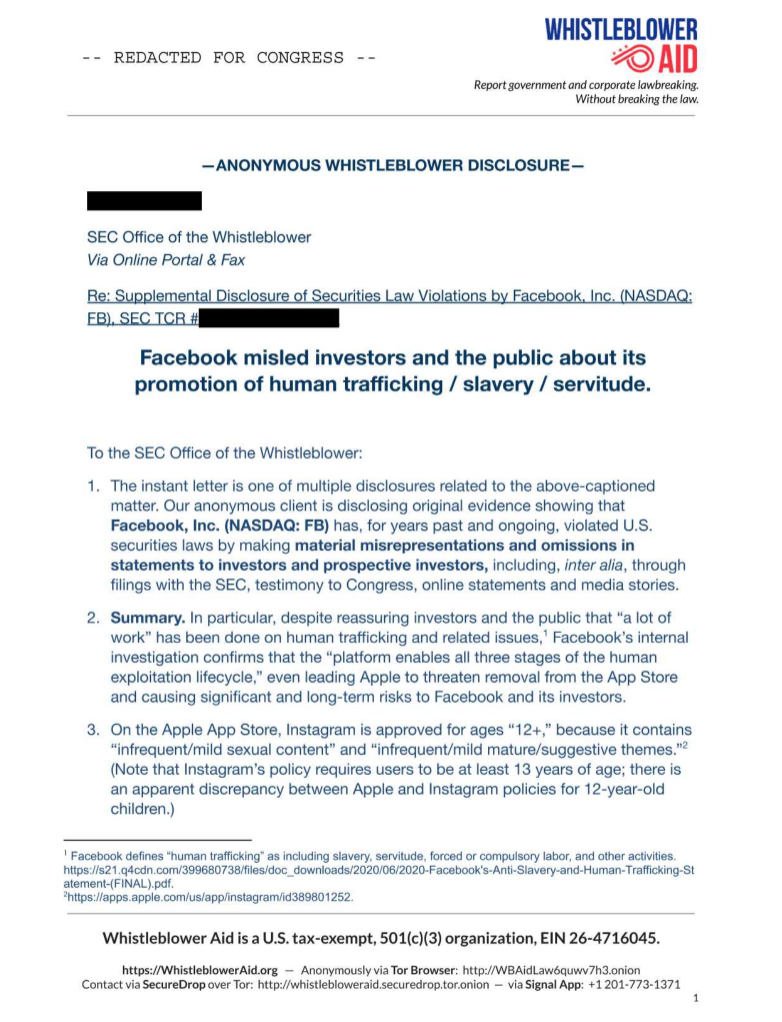 -- REDACTED FOR CONGRESS --
WHISTLEBLOWER
AID
Report government and corporate lawbreaking.
Without breaking the law.
—ANONYMOUS WHISTLEBLOWER DISCLOSURE—
SEC Office of the Whistleblower
Via Online Portal & Fax
Re: Supplemental Disclosure of Securities Law Violations by Facebook, Inc. (NASDAQ:
FB), SEC TCR #
Facebook misled investors and the public about its
promotion of human trafficking / slavery / servitude.
To the SEC Office of the Whistleblower:
1. The instant letter is one of multiple disclosures related to the above-captioned
matter. Our anonymous client is disclosing original evidence showing that
Facebook, Inc. (NASDAQ: FB) has, for years past and ongoing, violated U.S.
securities laws by making material misrepresentations and omissions in
statements to investors and prospective investors, including, inter alia, through
filings with the SEC, testimony to Congress, online statements and media stories.
2. Summary. In particular, despite reassuring investors and the public that “a lot of
work” has been done on human trafficking and related issues,¹ Facebook’s internal
investigation confirms that the “platform enables all three stages of the human
exploitation lifecycle,” even leading Apple to threaten removal from the App Store
and causing significant and long-term risks to Facebook and its investors.
3. On the Apple App Store, Instagram is approved for ages “12+,” because it contains
“infrequent/mild sexual content” and “infrequent/mild mature/suggestive themes.”²
(Note that Instagram’s policy requires users to be at least 13 years of age; there is
an apparent discrepancy between Apple and Instagram policies for 12-year-old
children.)
¹ Facebook defines “human trafficking” as including slavery, servitude, forced or compulsory labor, and other activities.
https://s21.q4cdn.com/399680738/files/doc_downloads/2020/06/2020-Facebook's-Anti-Slavery-and-Human-Trafficking-St
atement-(FINAL).pdf.
²https://apps.apple.com/us/app/instagram/id389801252.
Whistleblower Aid is a U.S. tax-exempt, 501(c)(3) organization, EIN 26-4716045.
https://WhistleblowerAid.org — Anonymously via Tor Browser: http://WBAidLaw6quwv7h3.onion
Contact via SecureDrop over Tor: http://whistlebloweraid.securedrop.tor.onion — via Signal App: +1 201-773-1371
1